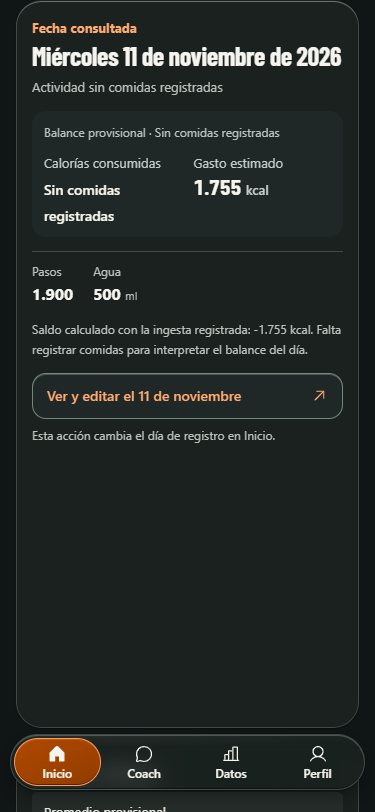 Fecha consultada
Miércoles 11 de noviembre de 2026
Actividad sin comidas registradas
Balance provisional · Sin comidas registradas
Calorías consumidas
Sin comidas
registradas
Gasto estimado
1.755 kcal
Pasos
1.900
Agua
500 ml
Saldo calculado con la ingesta registrada: -1.755 kcal. Falta
registrar comidas para interpretar el balance del día.
Ver y editar el 11 de noviembre
Esta acción cambia el día de registro en Inicio.
Inicio
Coach
Datos
Perfil
Promedio provisional